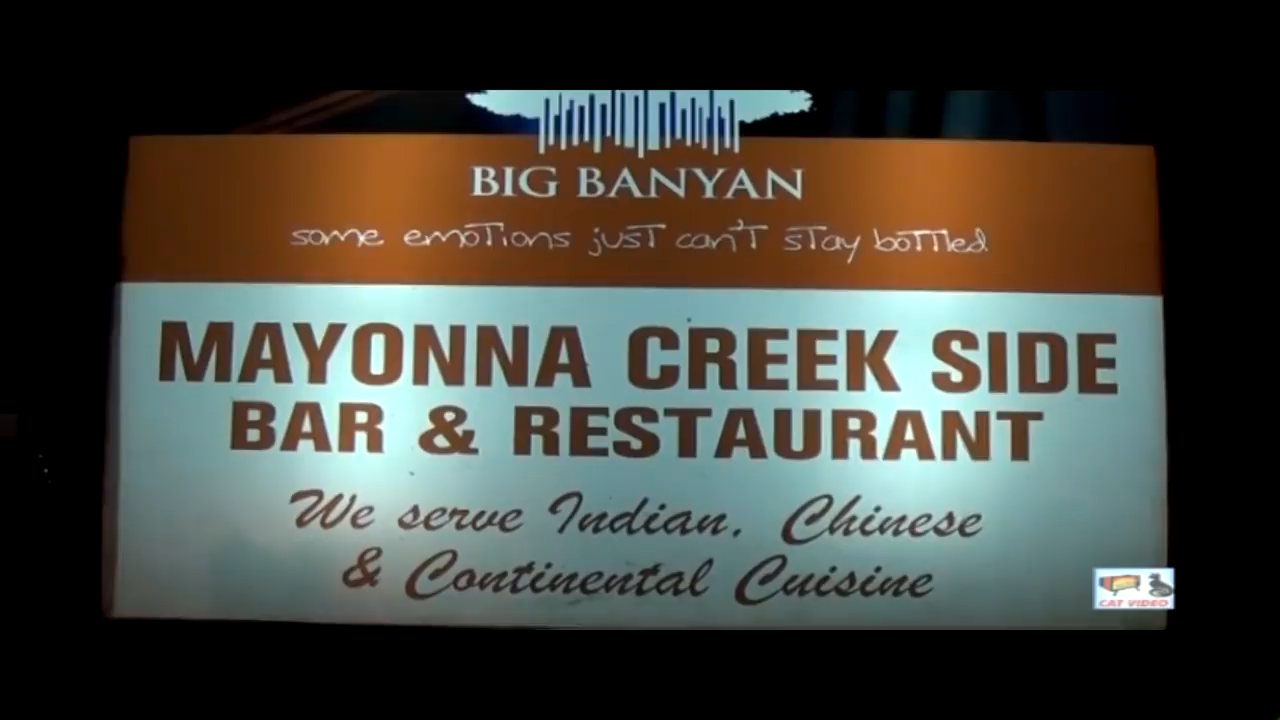 BIG BANYAN
some emotions just can't stay bottled
MAYONNA CREEK SIDE
BAR & RESTAURANT
We serve Indian, Chinese
& Continental Cuisine
CAT VIDEO